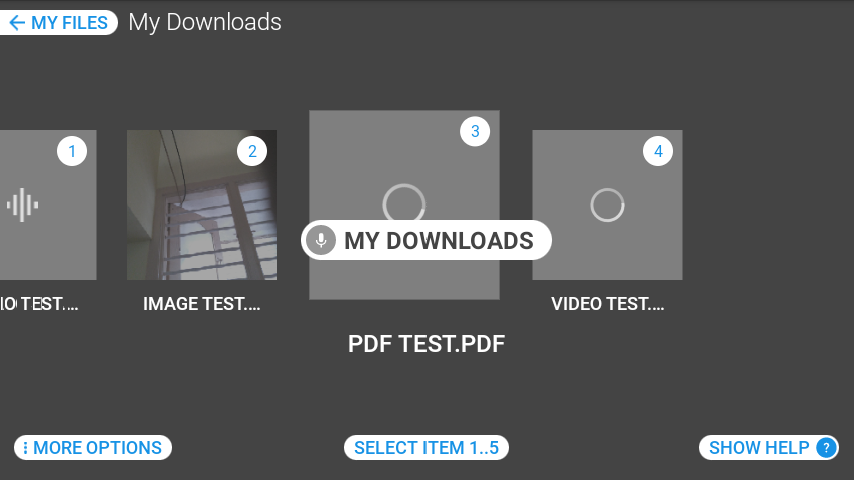 MY FILES
My Downloads
1
2
3
4
MY DOWNLOADS
IO TEST....
IMAGE TEST....
VIDEO TEST....
PDF TEST.PDF
MORE OPTIONS
SELECT ITEM 1..5
SHOW HELP ?